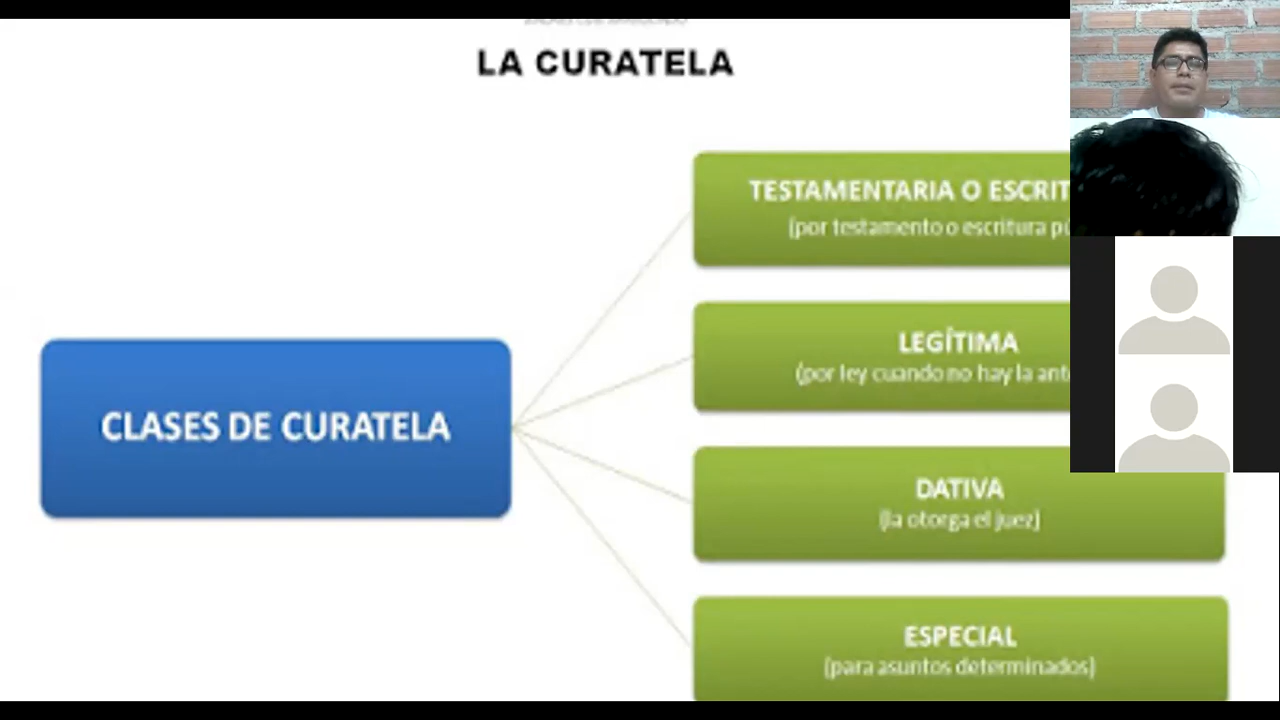 LA CURATELA
TESTAMENTARIA O ESCRIT
(por testamento o escritura
LEGÍTIMA
(por ley cuando no hay la
CLASES DE CURATELA
DATIVA
(la otorga el juez)
ESPECIAL
(para asuntos determinados)